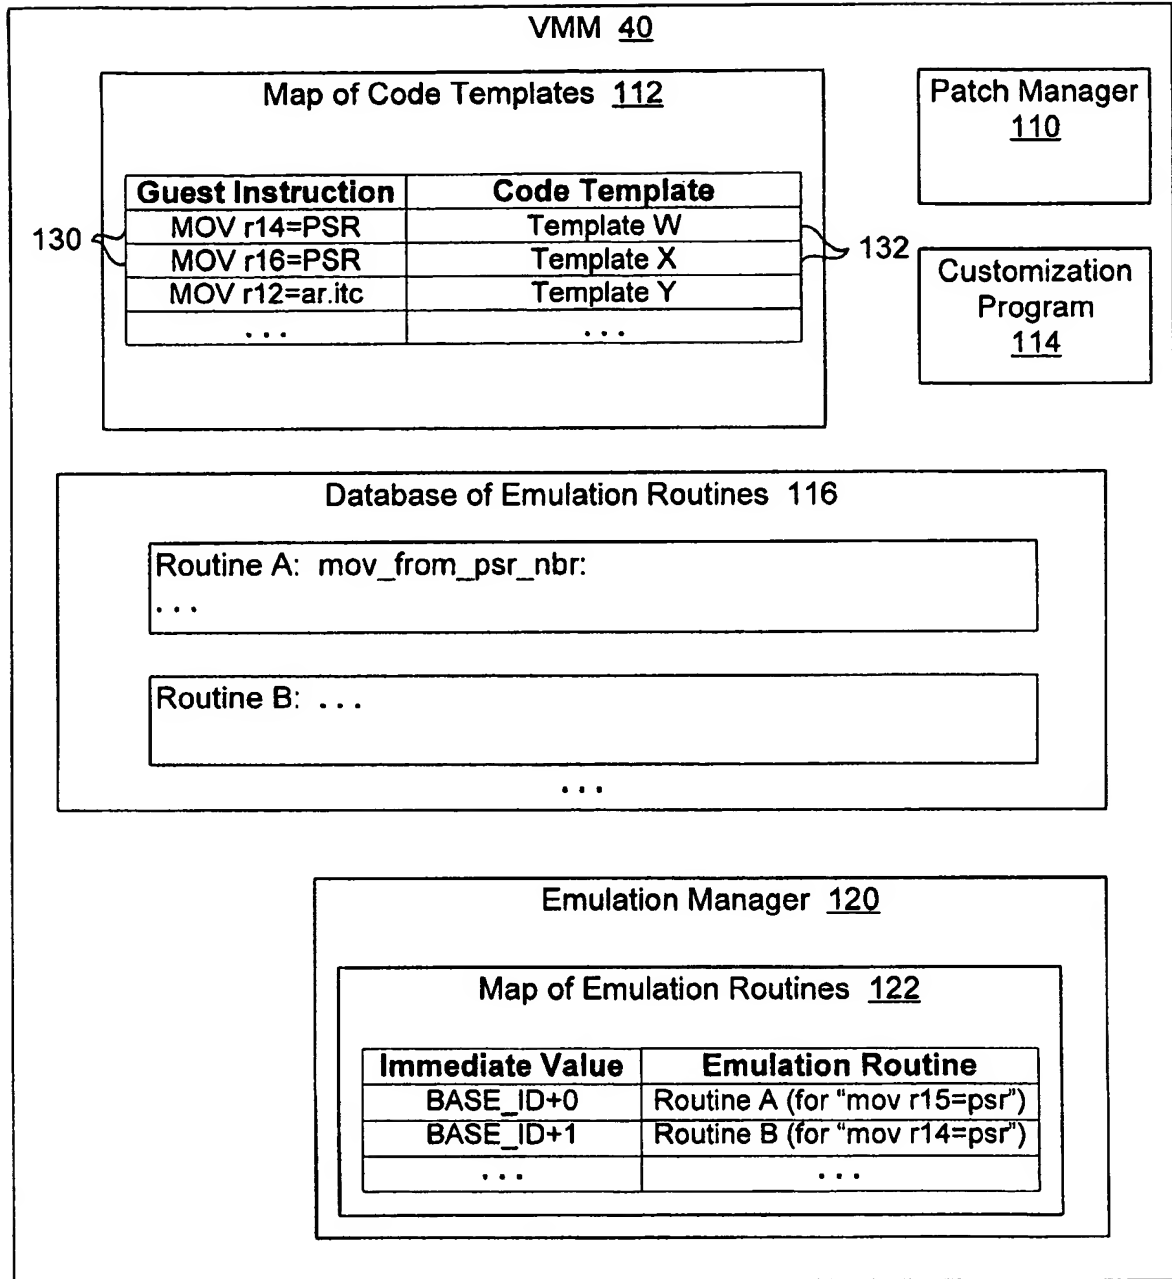 VMM 40
Map of Code Templates 112
Guest Instruction Code Template
MOV r14=PSR Template W
MOV r16=PSR Template X
MOV r12=ar.itc Template Y
. . . . . .
130
132
Patch Manager
110
Customization
Program
114
Database of Emulation Routines 116
Routine A: mov_from_psr_nbr:
. . .
Routine B: . . .
. . .
Emulation Manager 120
Map of Emulation Routines 122
Immediate Value Emulation Routine
BASE_ID+0 Routine A (for “mov r15=psr”)
BASE_ID+1 Routine B (for “mov r14=psr”)
. . . . . .